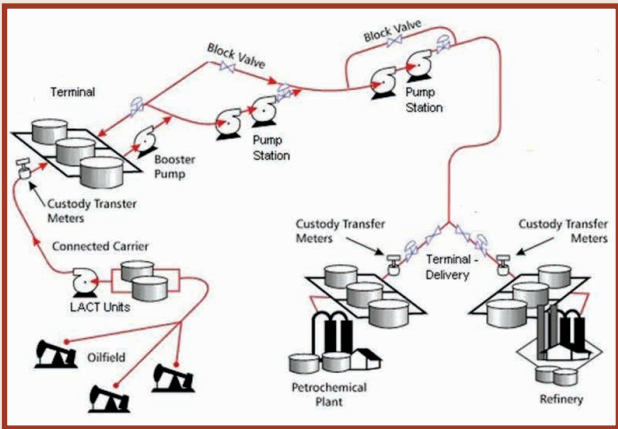 Block Valve
Block Valve
Terminal
Pump
Station
Pump
Station
Booster
Pump
Custody Transter
Meters
Connected Carrier
LACT Units
Oilfield
Custody Transfer
Meters
Custody Transfer
Meters
Terminal -
Delivery
Petrochemical
Plant
Refinery